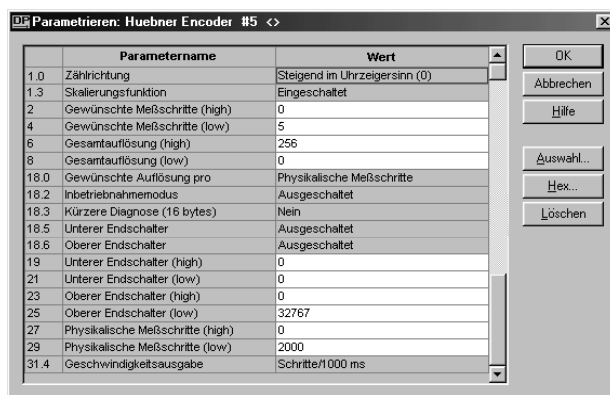 DP Parametrieren: Huebner Encoder #5 <>
Parametername Wert
1.0 Zählrichtung Steigend im Uhrzeigersinn (0)
1.3 Skalierungsfunktion Eingeschaltet
2 Gewünschte Meßschritte (high) 0
4 Gewünschte Meßschritte (low) 5
6 Gesamtauflösung (high) 256
8 Gesamtauflösung (low) 0
18.0 Gewünschte Auflösung pro Physikalische Meßschritte
18.2 Inbetriebnahmemodus Ausgeschaltet
18.3 Kürzere Diagnose (16 bytes) Nein
18.5 Unterer Endschalter Ausgeschaltet
18.6 Oberer Endschalter Ausgeschaltet
19 Unterer Endschalter (high) 0
21 Unterer Endschalter (low) 0
23 Oberer Endschalter (high) 0
25 Oberer Endschalter (low) 32767
27 Physikalische Meßschritte (high) 0
29 Physikalische Meßschritte (low) 2000
31.4 Geschwindigkeitsausgabe Schritte/1000 ms
OK
Abbrechen
Hilfe
Auswahl...
Hex...
Löschen